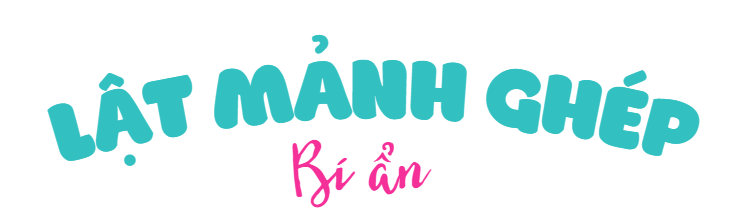 LẬT MẢNH GHÉP
Bí ẩn